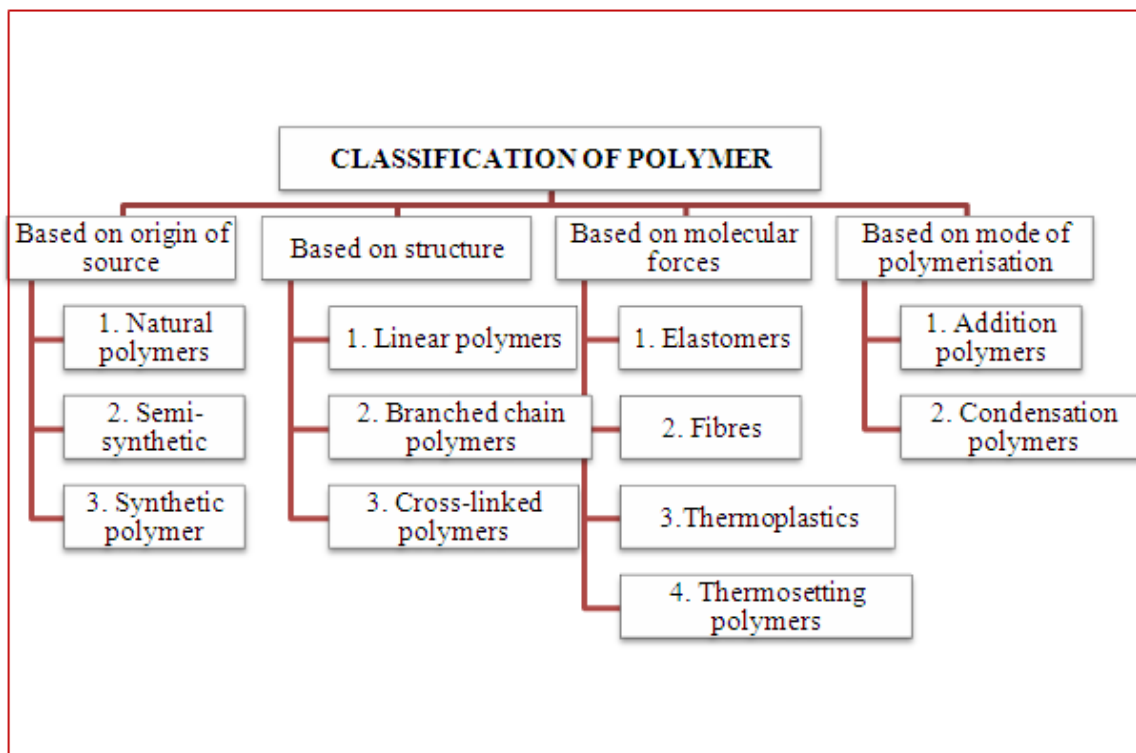 CLASSIFICATION OF POLYMER
Based on origin of
source
1. Natural
polymers
2. Semi-
synthetic
3. Synthetic
polymer
Based on structure
1. Linear polymers
2. Branched chain
polymers
3. Cross-linked
polymers
Based on molecular
forces
1. Elastomers
2. Fibres
3.Thermoplastics
4. Thermosetting
polymers
Based on mode of
polymerisation
1. Addition
polymers
2. Condensation
polymers